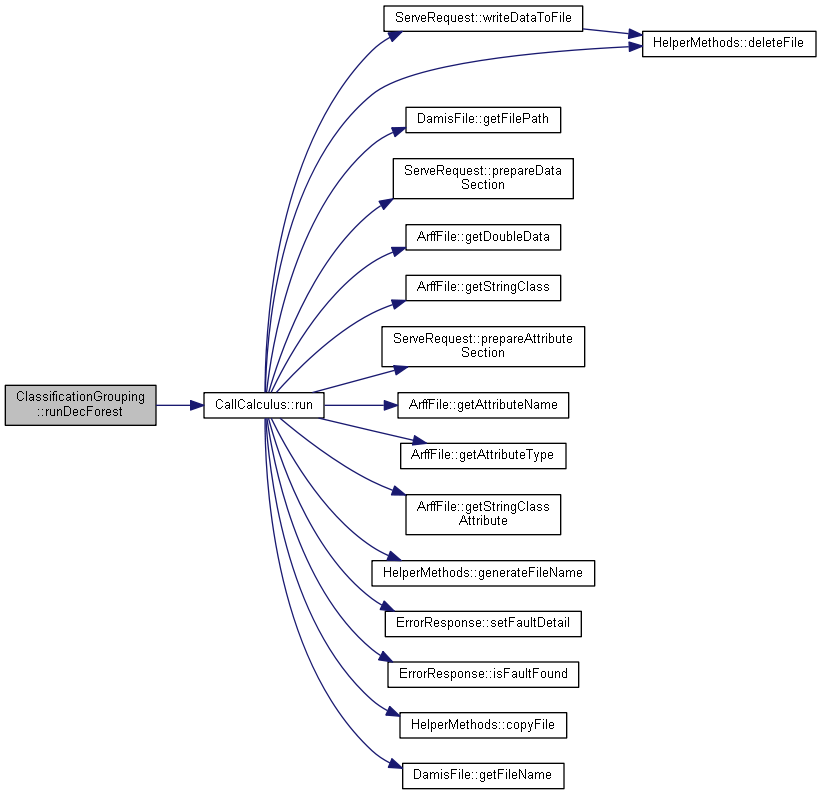 ServeRequest::writeDataToFile
HelperMethods::deleteFile
DamisFile::getFilePath
ServeRequest::prepareData
Section
ArffFile::getDoubleData
ArffFile::getStringClass
ServeRequest::prepareAttribute
Section
ClassificationGrouping
::runDecForest
CallCalculus::run
ArffFile::getAttributeName
ArffFile::getAttributeType
ArffFile::getStringClass
Attribute
HelperMethods::generateFileName
ErrorResponse::setFaultDetail
ErrorResponse::isFaultFound
HelperMethods::copyFile
DamisFile::getFileName